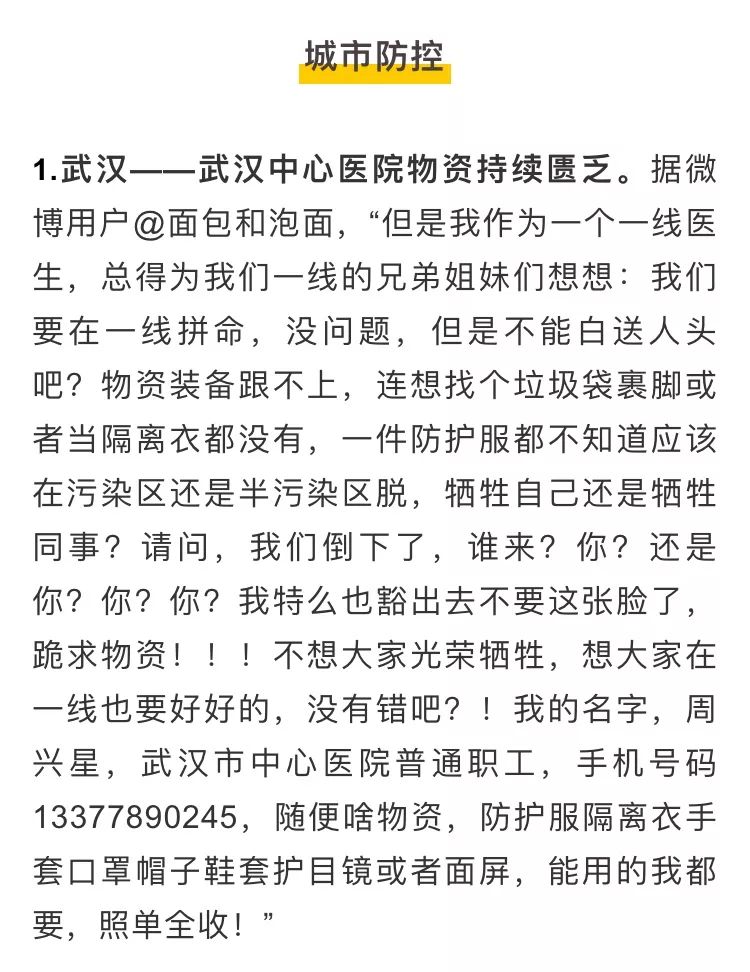 城市防控
1.武汉——武汉中心医院物资持续匮乏。据微
博用户@面包和泡面，“但是我作为一个一线医
生，总得为我们一线的兄弟姐妹们想想：我们
要在一线拼命，没问题，但是不能白送人头
吧？物资装备跟不上，连想找个垃圾袋裹脚或
者当隔离衣都没有，一件防护服都不知道应该
在污染区还是半污染区脱，牺牲自己还是牺牲
同事？请问，我们倒下了，谁来？你？还是
你？你？你？我特么也豁出去不要这张脸了，
跪求物资！！！不想大家光荣牺牲，想大家在
一线也要好好的，没有错吧？！我的名字，周
兴星，武汉市中心医院普通职工，手机号码
13377890245，随便啥物资，防护服隔离衣手
套口罩帽子鞋套护目镜或者面屏，能用的我都
要，照单全收！”